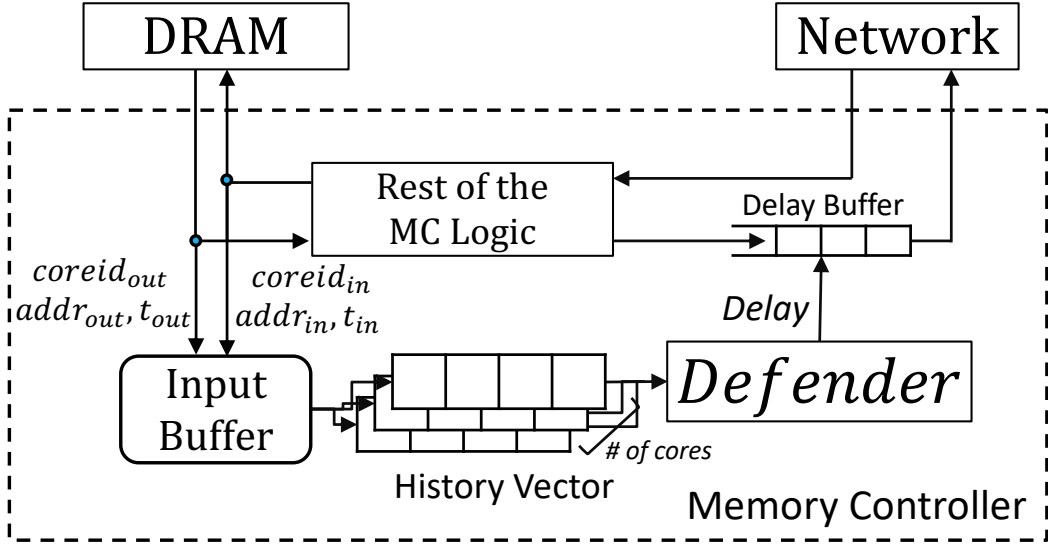 DRAM
Network
Rest of the
MC Logic
Delay Buffer
coreid_out
addr_out, t_out
coreid_in
addr_in, t_in
Delay
Input
Buffer
Defender
# of cores
History Vector
Memory Controller